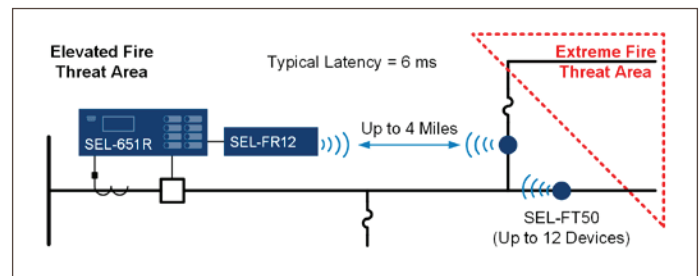 Elevated Fire
Threat Area
Typical Latency = 6 ms
Extreme Fire
Threat Area
SEL-651R
SEL-FR12
Up to 4 Miles
SEL-FT50
(Up to 12 Devices)